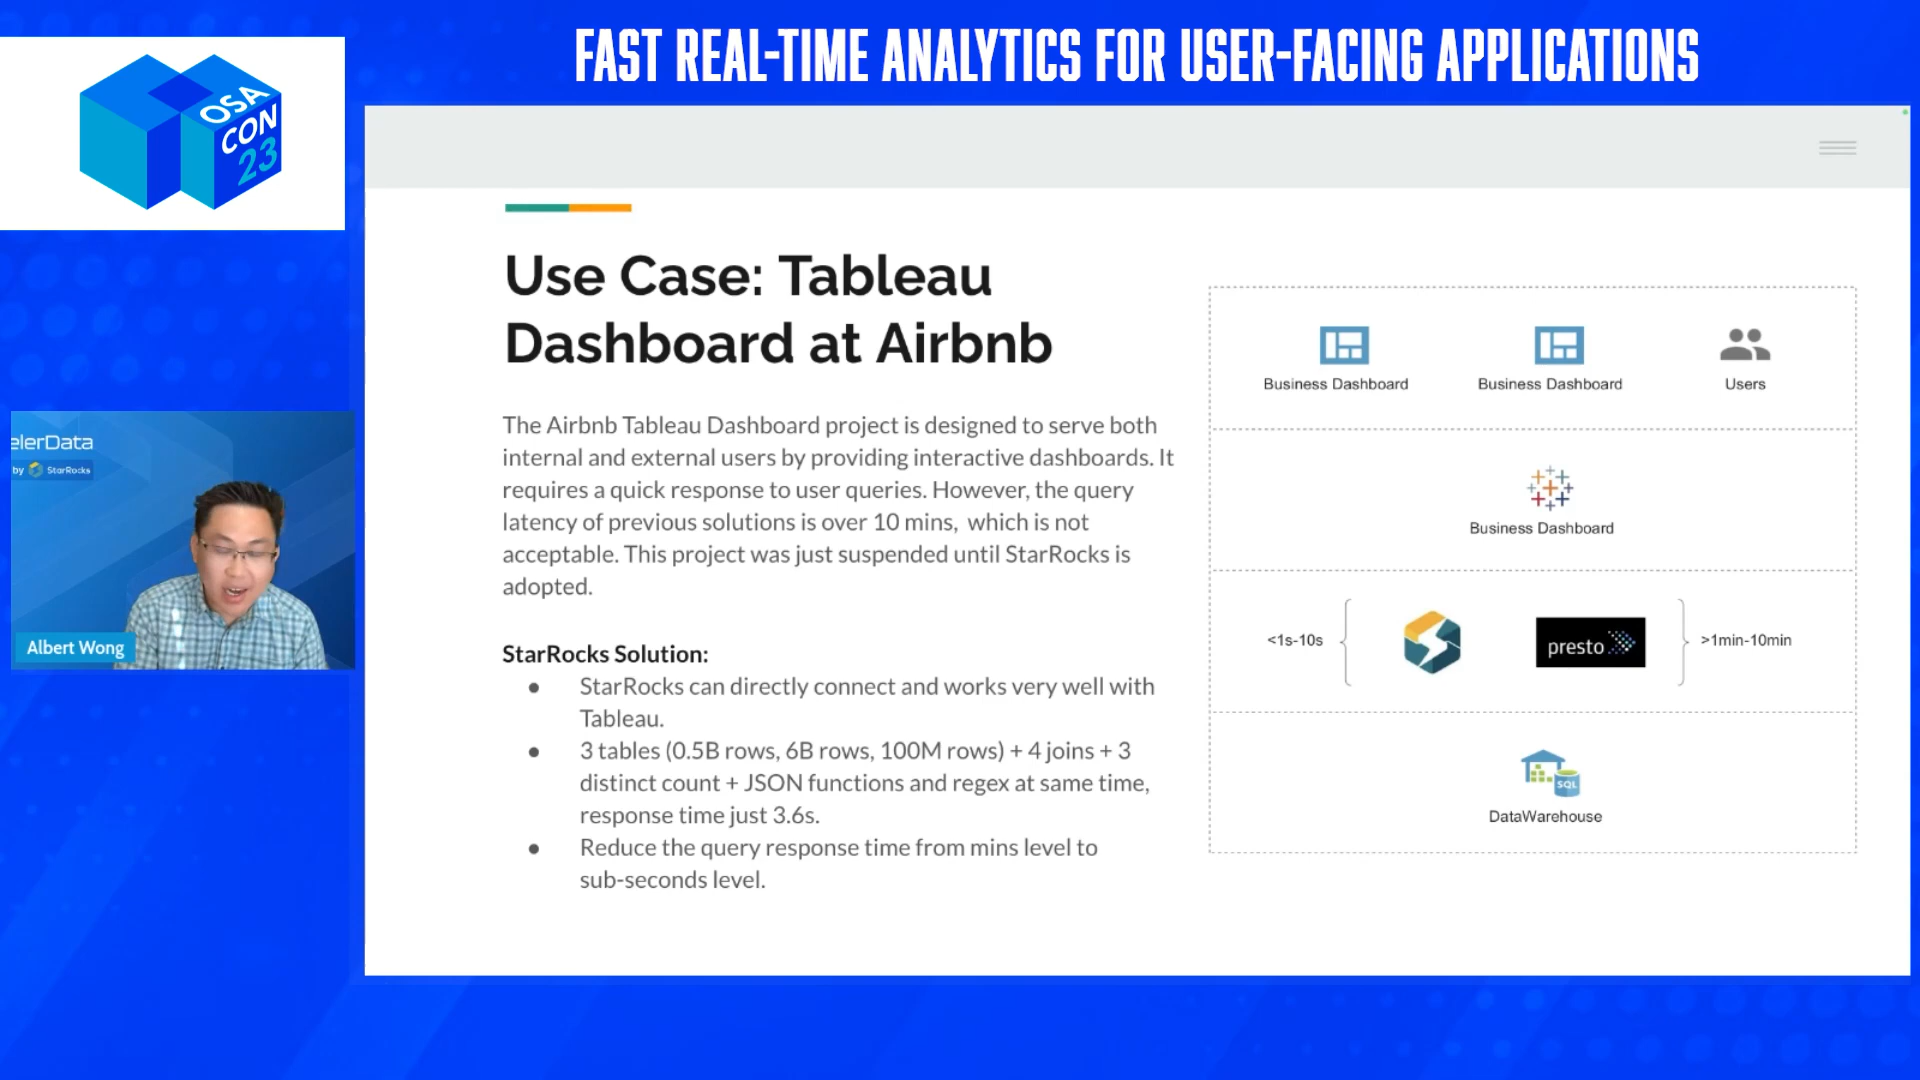 FAST REAL-TIME ANALYTICS FOR USER-FACING APPLICATIONS
OSA
CON
23
elerData
by StarRocks
Albert Wong
Use Case: Tableau
Dashboard at Airbnb
The Airbnb Tableau Dashboard project is designed to serve both
internal and external users by providing interactive dashboards. It
requires a quick response to user queries. However, the query
latency of previous solutions is over 10 mins, which is not
acceptable. This project was just suspended until StarRocks is
adopted.
StarRocks Solution:
● StarRocks can directly connect and works very well with
Tableau.
● 3 tables (0.5B rows, 6B rows, 100M rows) + 4 joins + 3
distinct count + JSON functions and regex at same time,
response time just 3.6s.
● Reduce the query response time from mins level to
sub-seconds level.
Business Dashboard
Business Dashboard
Users
Business Dashboard
<1s-10s
presto
>1min-10min
SQL
DataWarehouse